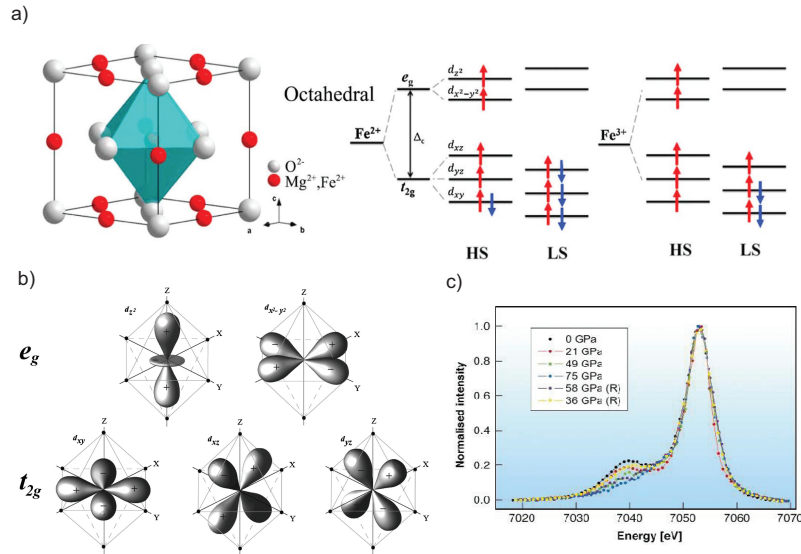 a)
Octahedral
O²⁻
Mg²⁺,Fe²⁺
c
a
b
Fe²⁺
e_g
Δ_c
t_2g
d_z²
d_x²−y²
d_xz
d_yz
d_xy
HS
LS
Fe³⁺
HS
LS
b)
e_g
d_z²
Z
X
Y
+
+
d_x²−y²
Z
X
Y
−
+
+
−
t_2g
d_xy
Z
X
Y
−
+
+
−
d_xz
Z
X
Y
−
+
+
d_yz
Z
X
Y
−
+
+
−
c)
Normalised intensity
1.0
0.8
0.6
0.4
0.2
0.0
0 GPa
21 GPa
49 GPa
75 GPa
58 GPa (R)
36 GPa (R)
7020
7030
7040
7050
7060
7070
Energy [eV]